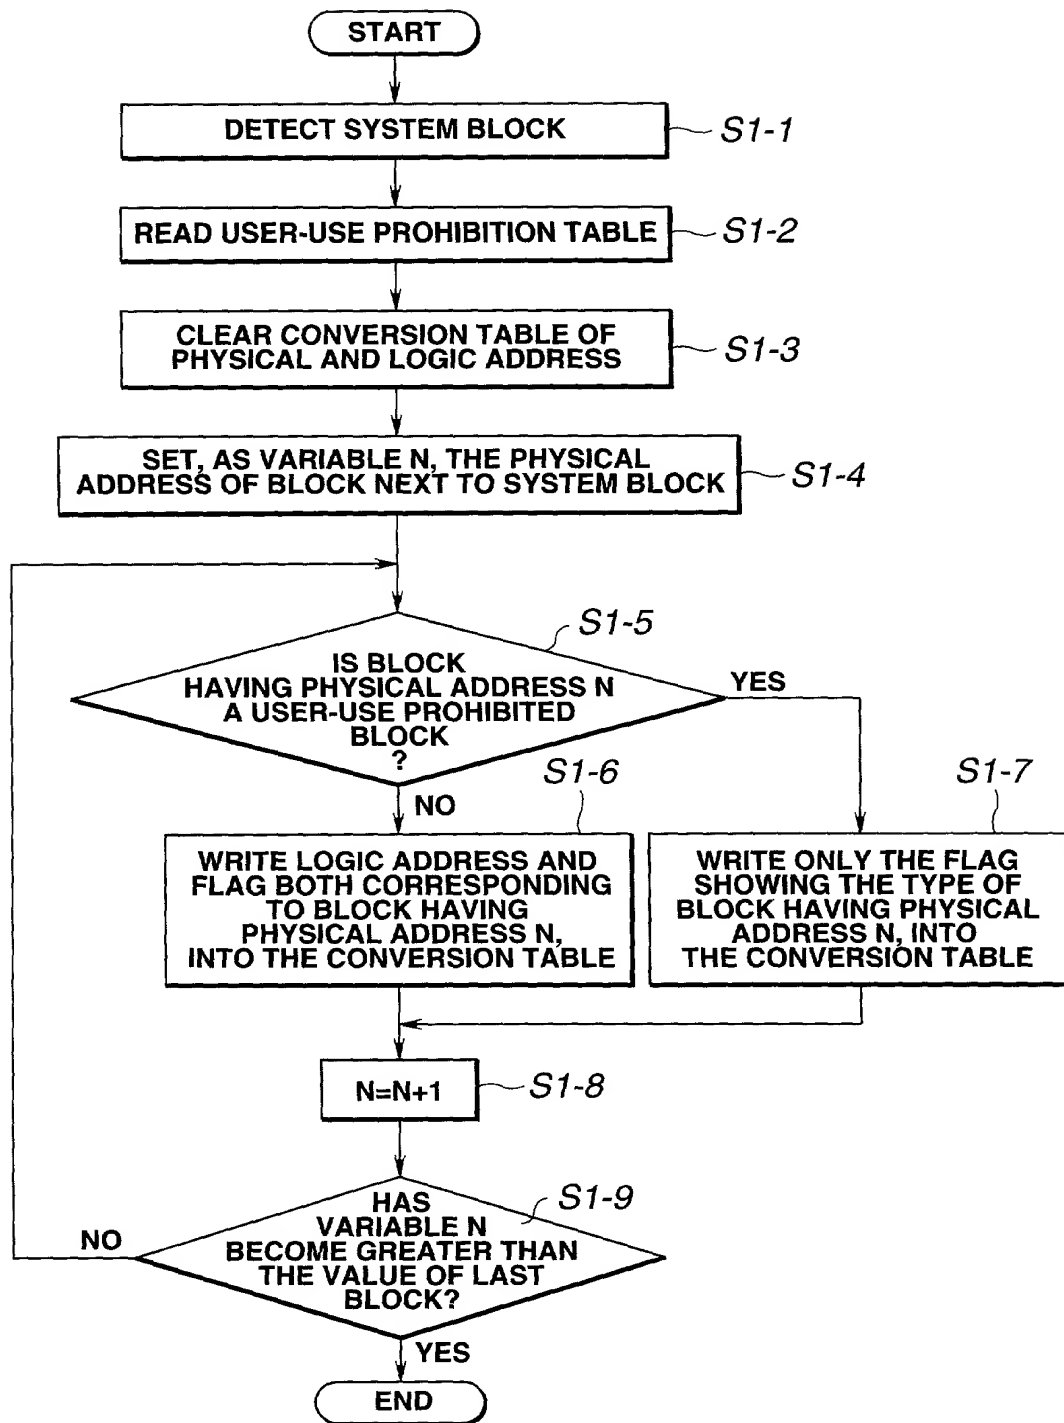 START
DETECT SYSTEM BLOCK
S1-1
READ USER-USE PROHIBITION TABLE
S1-2
CLEAR CONVERSION TABLE OF
PHYSICAL AND LOGIC ADDRESS
S1-3
SET, AS VARIABLE N, THE PHYSICAL
ADDRESS OF BLOCK NEXT TO SYSTEM BLOCK
S1-4
S1-5
IS BLOCK
HAVING PHYSICAL ADDRESS N
A USER-USE PROHIBITED
BLOCK
?
YES
NO
S1-6
WRITE LOGIC ADDRESS AND
FLAG BOTH CORRESPONDING
TO BLOCK HAVING
PHYSICAL ADDRESS N,
INTO THE CONVERSION TABLE
S1-7
WRITE ONLY THE FLAG
SHOWING THE TYPE OF
BLOCK HAVING PHYSICAL
ADDRESS N, INTO
THE CONVERSION TABLE
N=N+1
S1-8
S1-9
HAS
VARIABLE N
BECOME GREATER THAN
THE VALUE OF LAST
BLOCK?
NO
YES
END